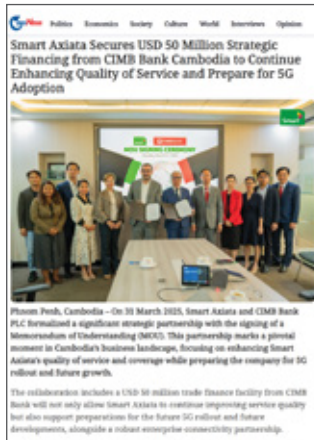 Politics Economics Society Culture World Interviews Opinion
Smart Axiata Secures USD 50 Million Strategic
Financing from CIMB Bank Cambodia to Continue
Enhancing Quality of Service and Prepare for 5G
Adoption
Smart
MOU SIGNING CEREMONY
Phnom Penh, Cambodia – On 31 March 2025, Smart Axiata and CIMB Bank
PLC formalized a significant strategic partnership with the signing of a
Memorandum of Understanding (MOU). This partnership marks a pivotal
moment in Cambodia's business landscape, focusing on enhancing Smart
Axiata's quality of service and coverage while preparing the company for 5G
rollout and future growth.
The collaboration includes a USD 50 million trade finance facility from CIMB
Bank will not only allow Smart Axiata to continue improving service quality
but also support preparations for the future 5G rollout and future
developments, alongside a robust enterprise connectivity partnership.